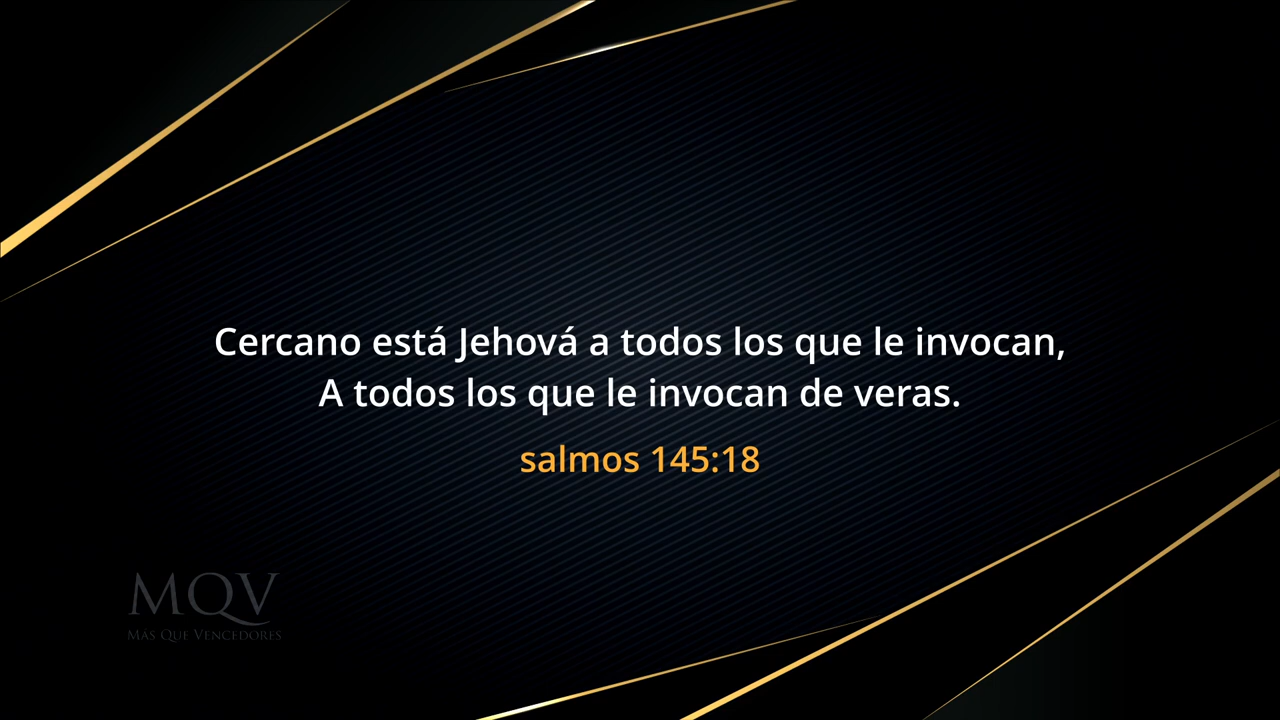 Cercano está Jehová a todos los que le invocan,
A todos los que le invocan de veras.
salmos 145:18
MQV
Más Que Vencedores